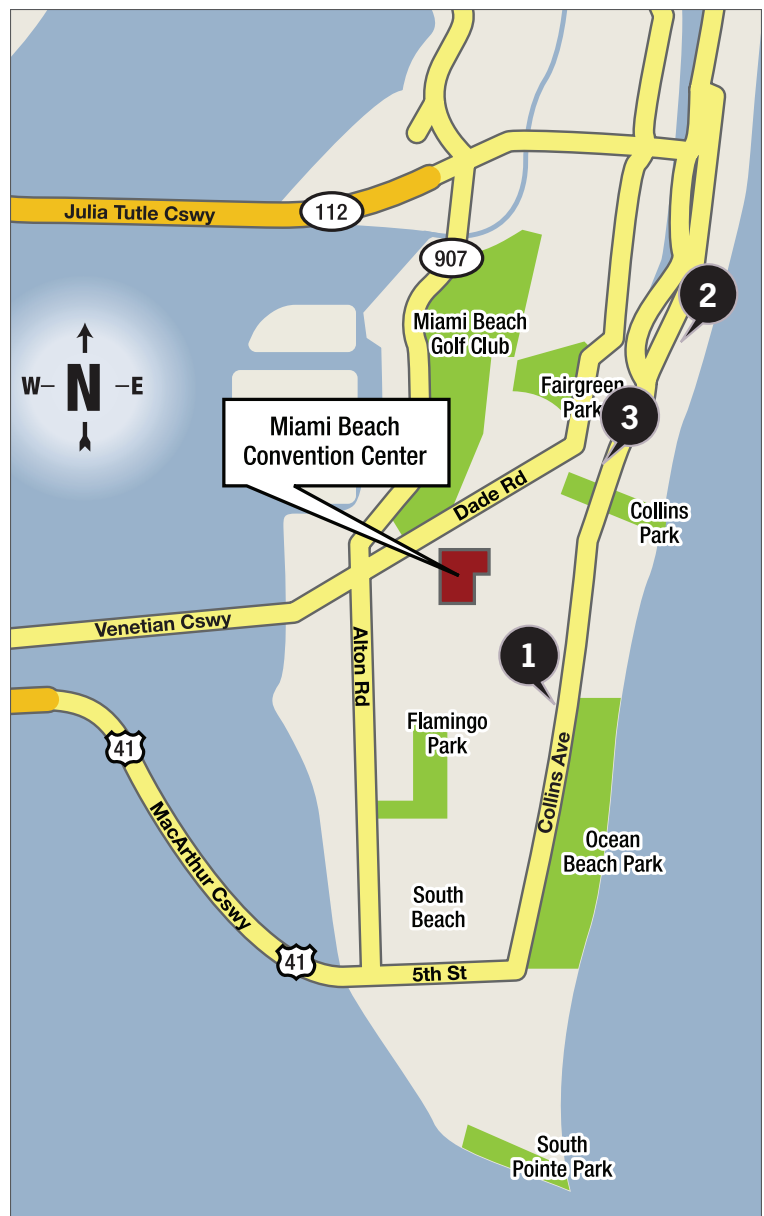 Julia Tutle Cswy
112
907
2
Miami Beach
Golf Club
W
N
E
Fairgreen
Park
3
Miami Beach
Convention Center
Dade Rd
Collins
Park
Venetian Cswy
Alton Rd
1
Flamingo
Park
41
MacArthur Cswy
Collins Ave
Ocean
Beach Park
South
Beach
41
5th St
South
Pointe Park